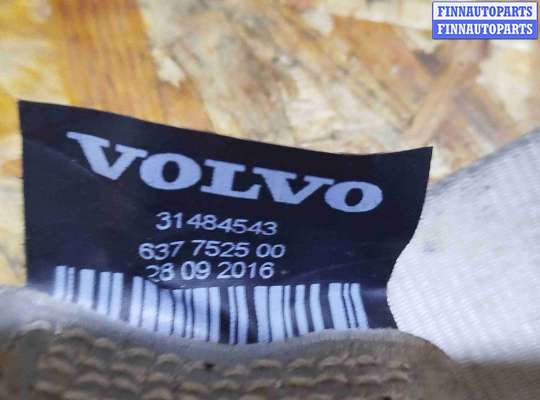 FINNAUTOPARTS
FINNAUTOPARTS
VOLVO
31484543
637 7525 00
28 09 2016